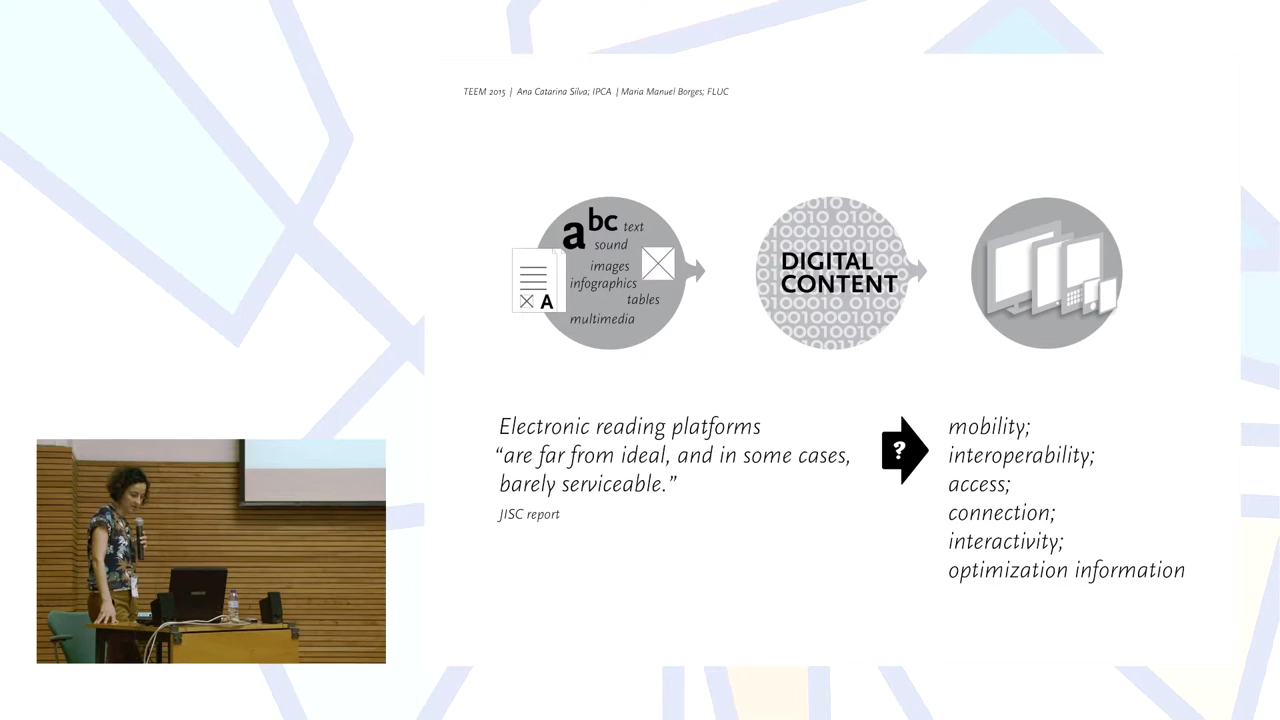 TEEM 2015 | Ana Catarina Silva; IPCA | Maria Manuel Borges; FLUC
abc text
sound
images
infographics
tables
multimedia
A
DIGITAL
CONTENT
Electronic reading platforms
“are far from ideal, and in some cases,
barely serviceable.”
JISC report
?
mobility;
interoperability;
access;
connection;
interactivity;
optimization information